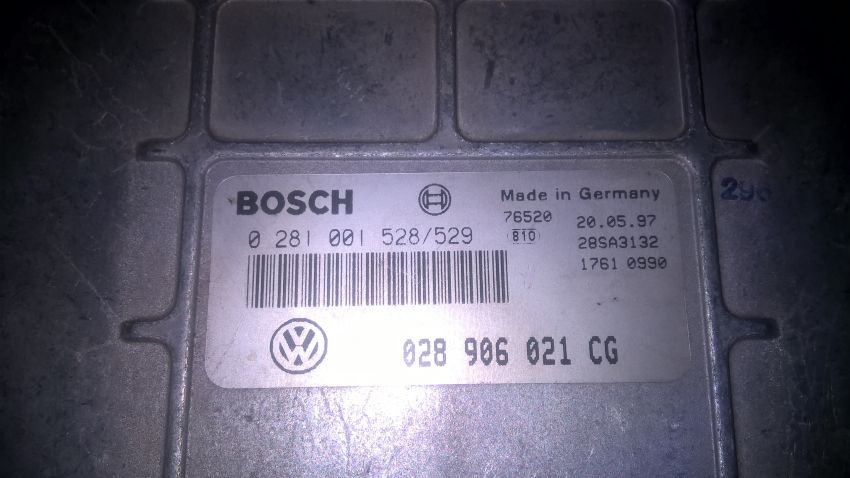 BOSCH
Made in Germany
0 281 001 528/529
76520
810
20.05.97
28SA3132
1761 0990
028 906 021 CG
296